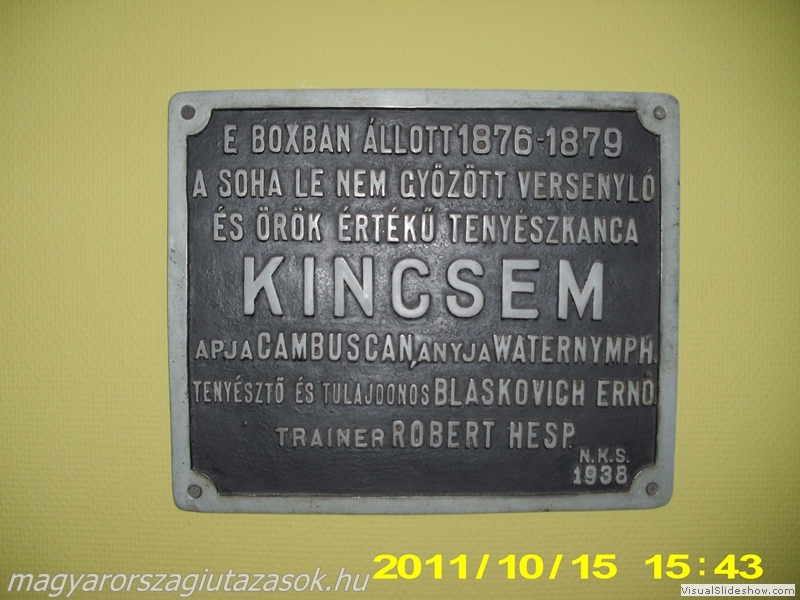 E BOXBAN ÁLLOTT 1876-1879
A SOHA LE NEM GYŐZÖTT VERSENYLÓ
ÉS ÖRÖK ÉRTÉKŰ TENYÉSZKANCA
KINCSEM
APJA CAMBUSCAN, ANYJA WATERNYMPH.
TENYÉSZTŐ ÉS TULAJDONOS BLASKOVICH ERNŐ
TRAINER ROBERT HESP.
N.K.S.
1938
2011/10/15 15:43
magyarországiutazások.hu
VisualSlideshow.com